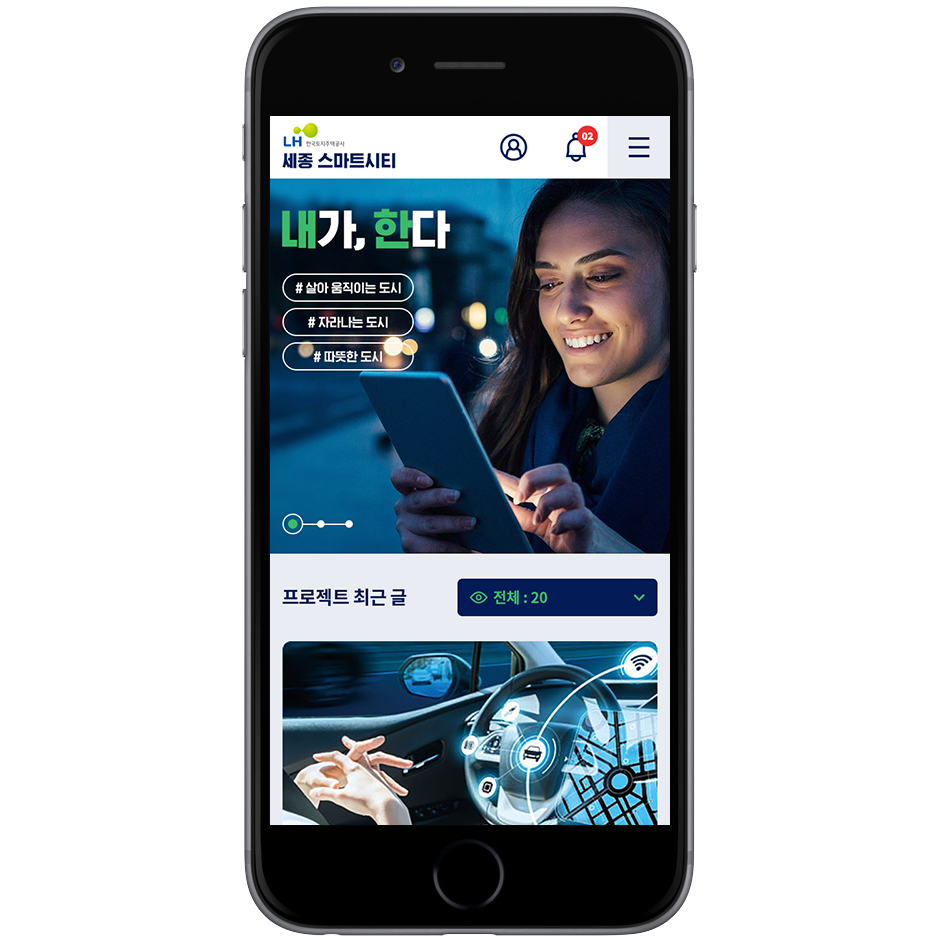 LH 한국토지주택공사
세종 스마트시티
02
내가, 한다
# 살아 움직이는 도시
# 자라나는 도시
# 따뜻한 도시
프로젝트 최근 글
전체 : 20